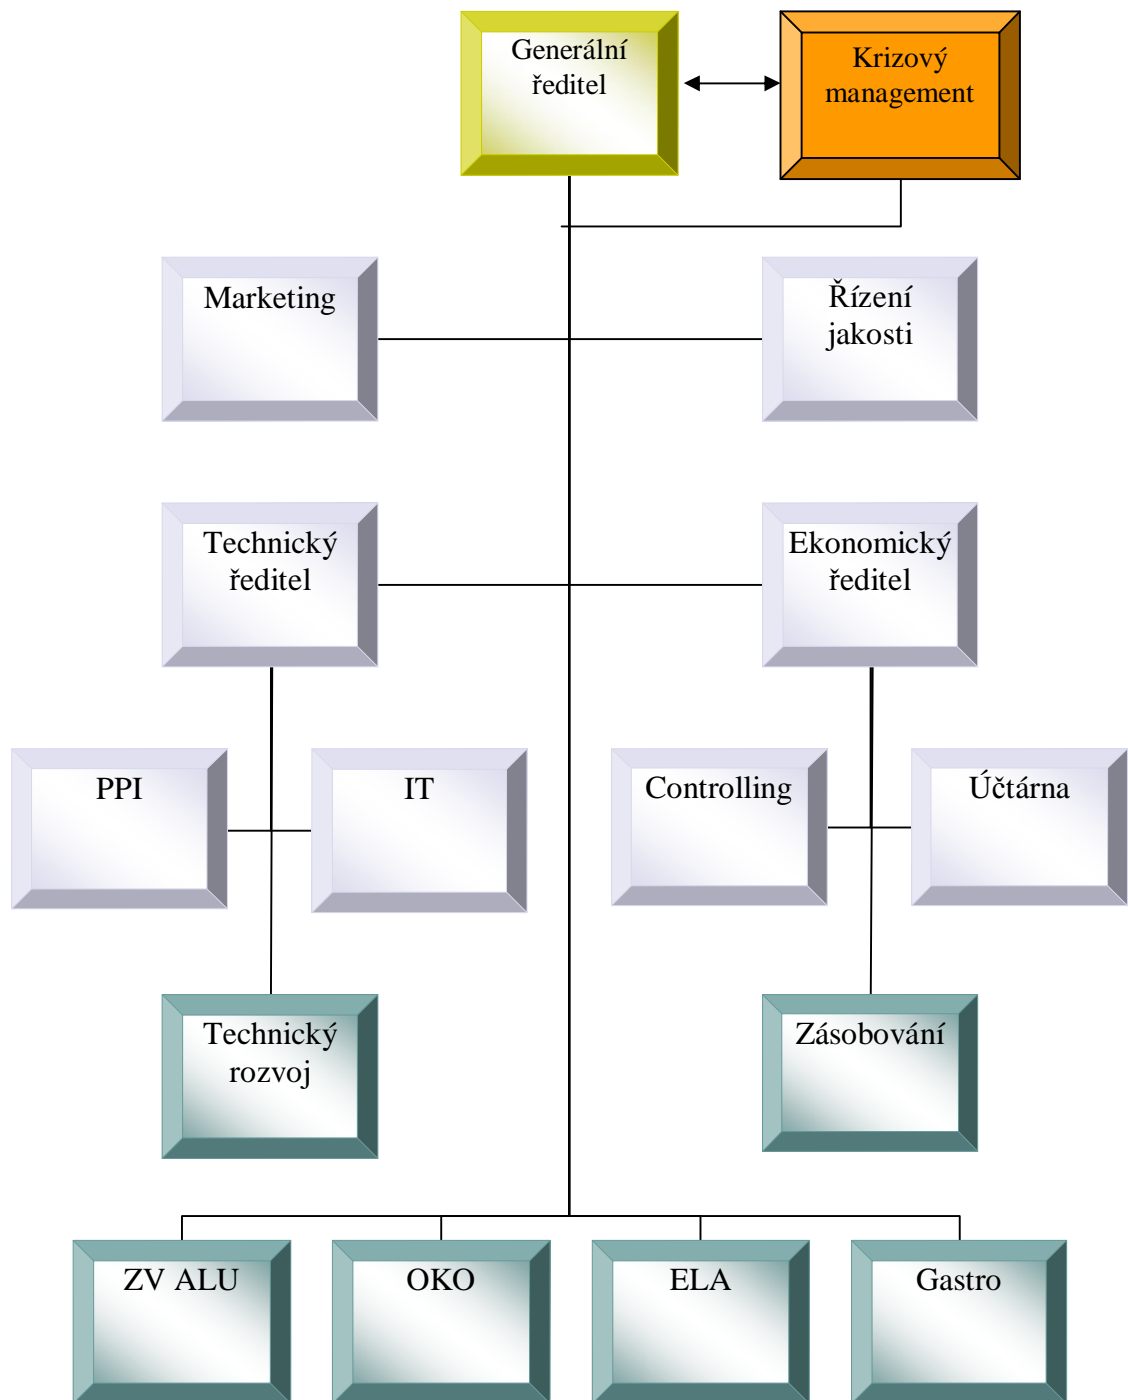 Generální
ředitel
Krizový
management
Marketing
Řízení
jakosti
Technický
ředitel
Ekonomický
ředitel
PPI
IT
Controlling
Účtárna
Technický
rozvoj
Zásobování
ZV ALU
OKO
ELA
Gastro